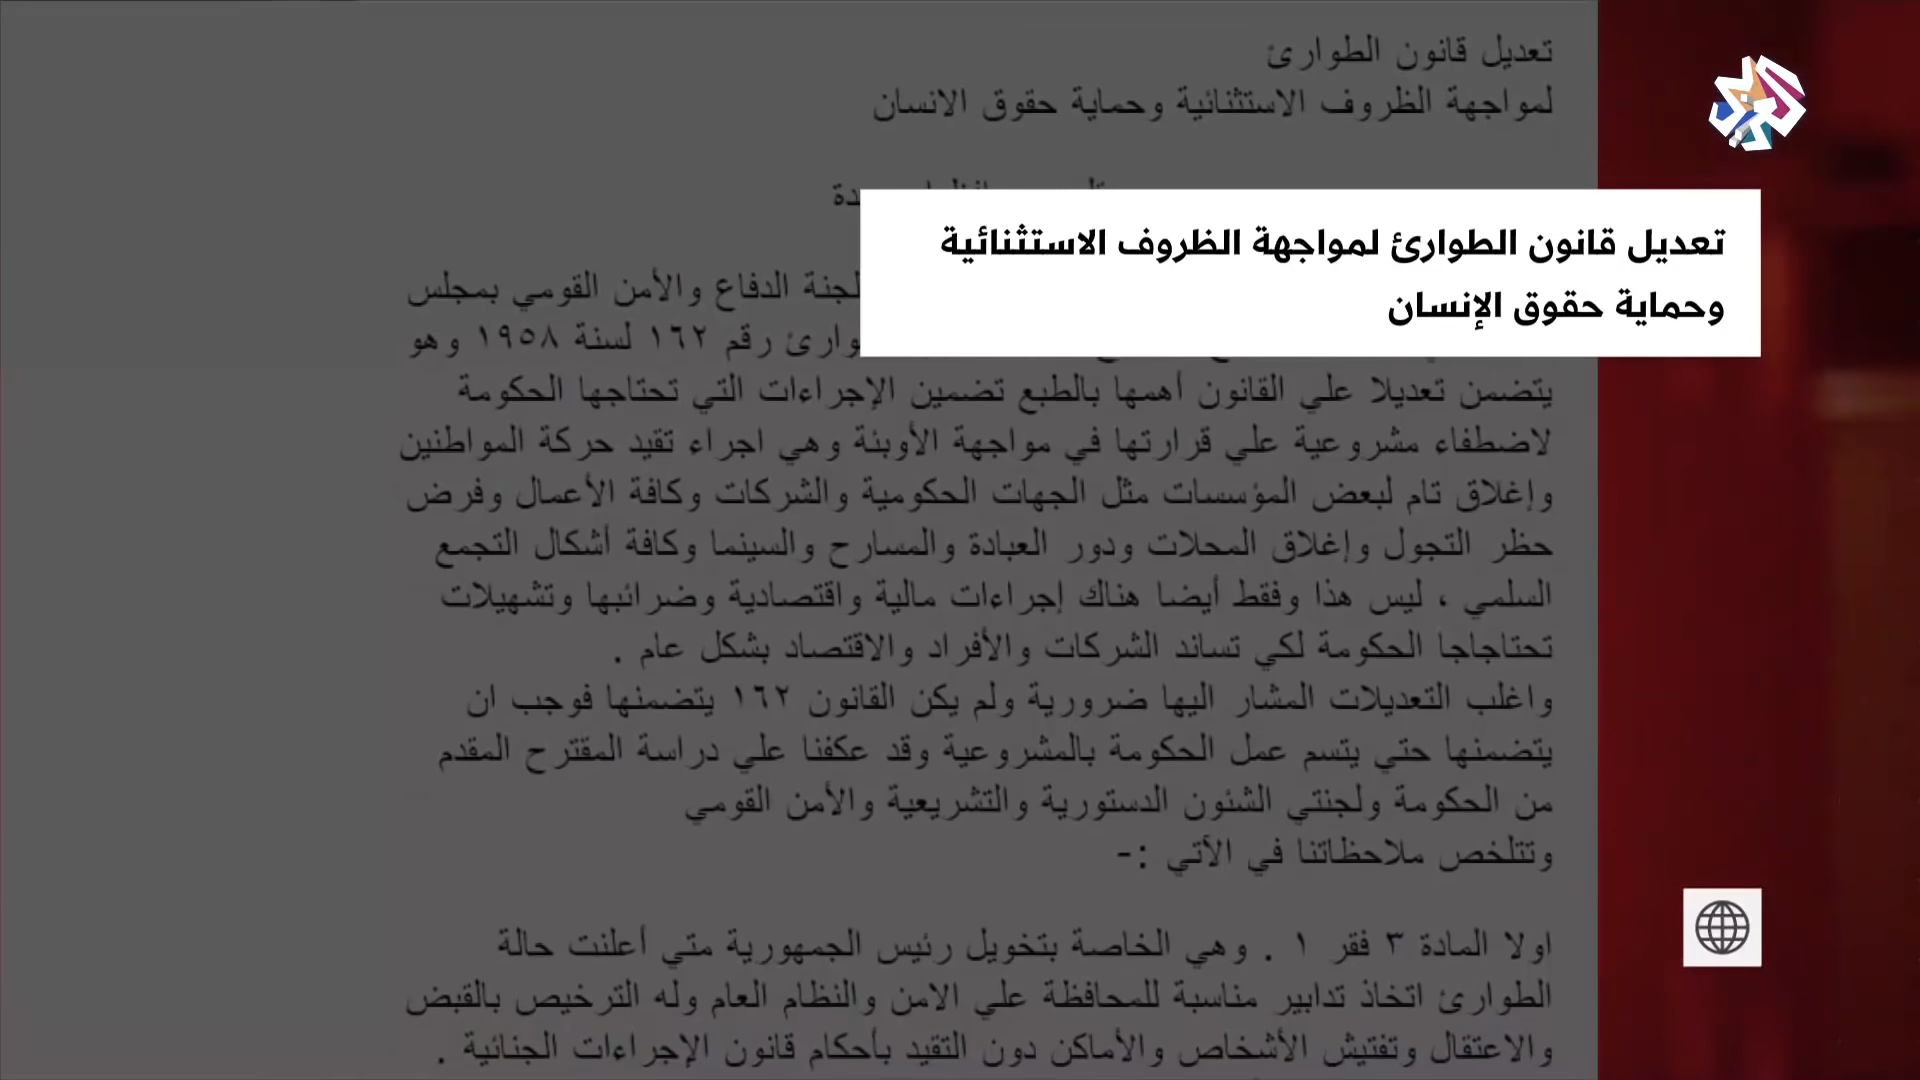 تعديل قانون الطوارئ
لمواجهة الظروف الاستثنائية وحماية حقوق الانسان
تعديل قانون الطوارئ لمواجهة الظروف الاستثنائية
وحماية حقوق الإنسان
لجنة الدفاع والأمن القومي بمجلس
رقم ١٦٢ لسنة ١٩٥٨ وهو
يتضمن تعديلا علي القانون أهمها بالطبع تضمين الإجراءات التي تحتاجها الحكومة
لاضطفاء مشروعية علي قرارتها في مواجهة الأوبئة وهي اجراء تقيد حركة المواطنين
وإغلاق تام لبعض المؤسسات مثل الجهات الحكومية والشركات وكافة الأعمال وفرض
حظر التجول وإغلاق المحلات ودور العبادة والمسارح والسينما وكافة أشكال التجمع
السلمي ، ليس هذا وفقط أيضا هناك إجراءات مالية واقتصادية وضرائبها وتشهيلات
تحتاجاجا الحكومة لكي تساند الشركات والأفراد والاقتصاد بشكل عام .
واغلب التعديلات المشار اليها ضرورية ولم يكن القانون ١٦٢ يتضمنها فوجب ان
يتضمنها حتي يتسم عمل الحكومة بالمشروعية وقد عكفنا علي دراسة المقترح المقدم
من الحكومة ولجنتي الشئون الدستورية والتشريعية والأمن القومي
وتتلخص ملاحظاتنا في الآتي :-
اولا المادة ٣ فقر ١ . وهي الخاصة بتخويل رئيس الجمهورية متي أعلنت حالة
الطوارئ اتخاذ تدابير مناسبة للمحافظة علي الامن والنظام العام وله الترخيص بالقبض
والاعتقال وتفتيش الأشخاص والأماكن دون التقيد بأحكام قانون الإجراءات الجنائية .